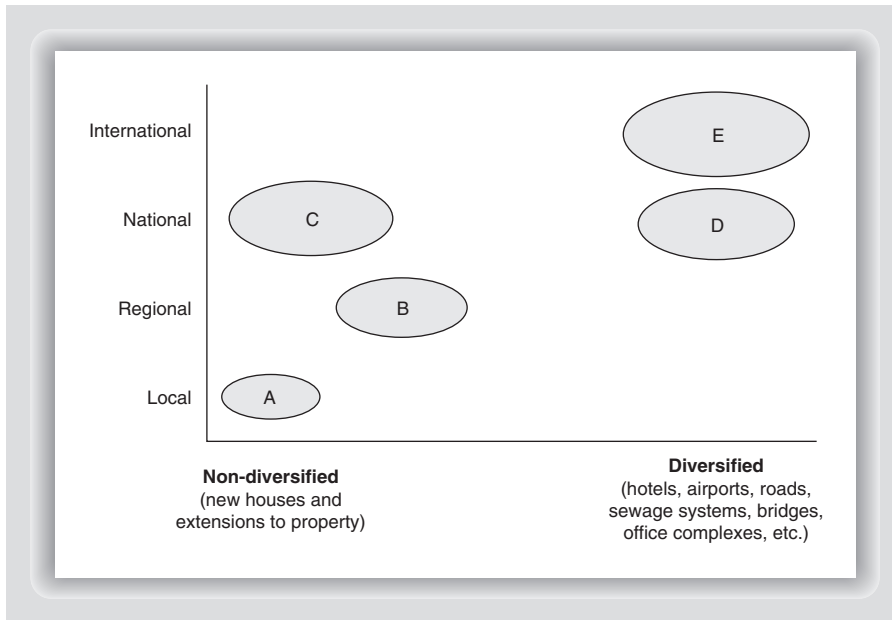 International
E
National
C
D
Regional
B
Local
A
Non-diversified
(new houses and
extensions to property)
Diversified
(hotels, airports, roads,
sewage systems, bridges,
office complexes, etc.)